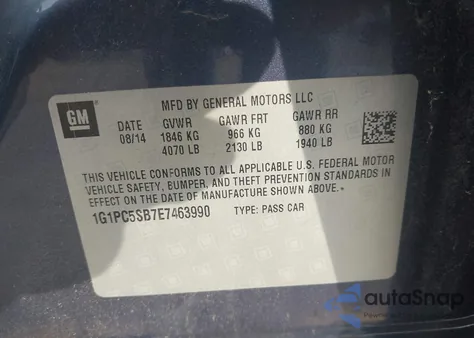 MFD BY GENERAL MOTORS LLC
GM
DATE GVWR GAWR FRT GAWR RR
08/14 1846 KG 966 KG 880 KG
4070 LB 2130 LB 1940 LB
THIS VEHICLE CONFORMS TO ALL APPLICABLE U.S. FEDERAL MOTOR
VEHICLE SAFETY, BUMPER, AND THEFT PREVENTION STANDARDS IN
EFFECT ON THE DATE OF MANUFACTURE SHOWN ABOVE.
1G1PC5SB7E7463990 TYPE: PASS CAR
autoSnap